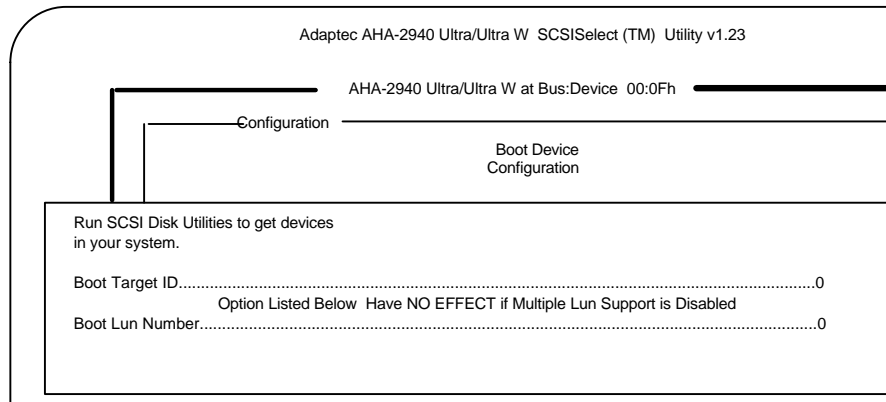 Adaptec AHA-2940 Ultra/Ultra W SCSISelect (TM) Utility v1.23
AHA-2940 Ultra/Ultra W at Bus:Device 00:0Fh
Configuration
Boot Device
Configuration
Run SCSI Disk Utilities to get devices
in your system.
Boot Target ID........................................................................................................................................................0
Option Listed Below Have NO EFFECT if Multiple Lun Support is Disabled
Boot Lun Number...................................................................................................................................................0